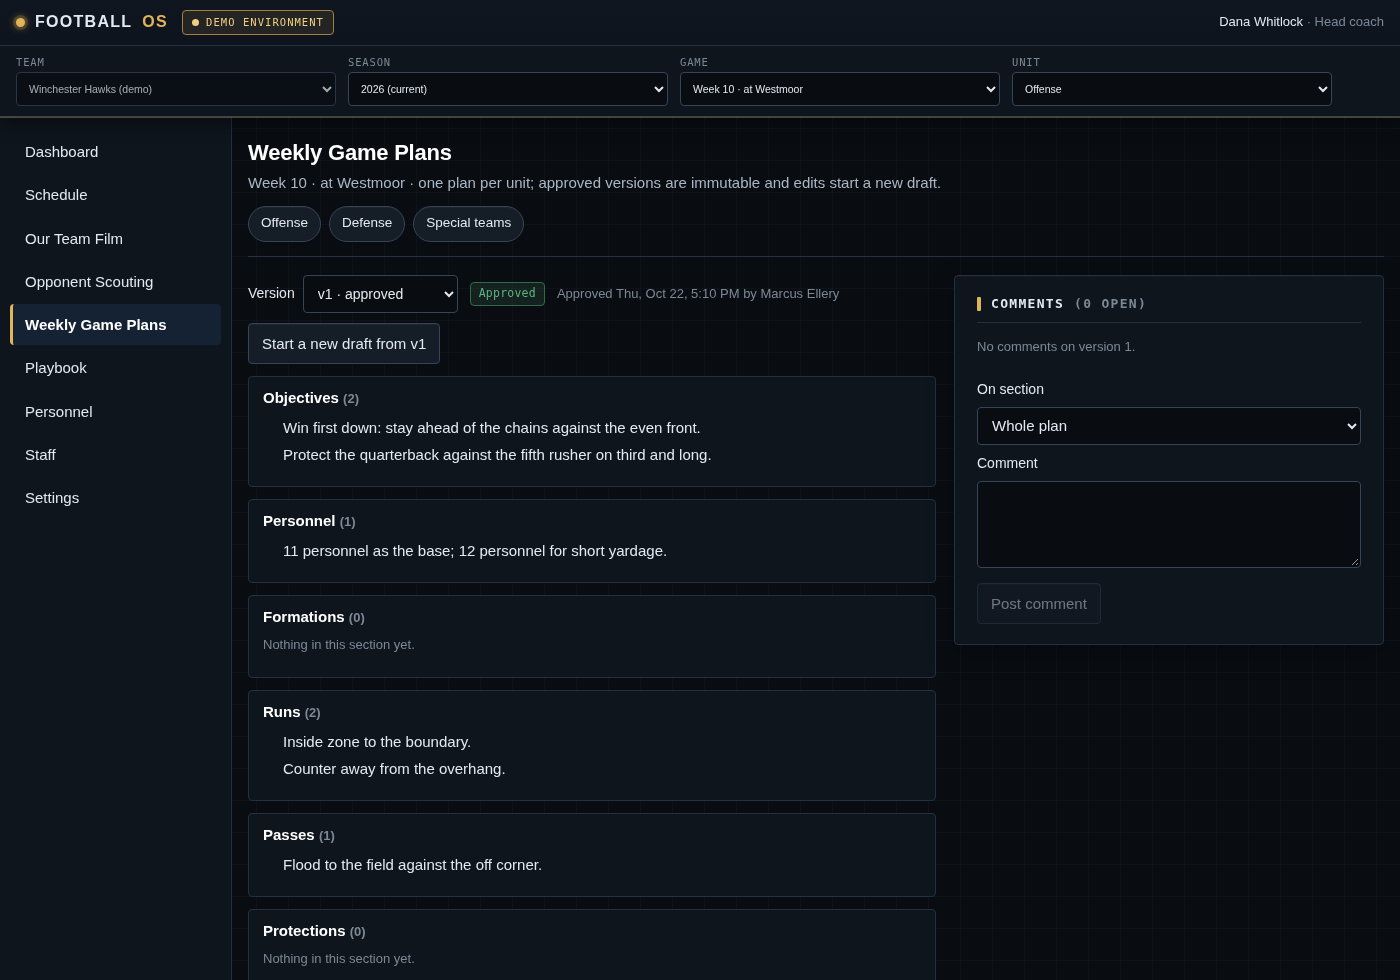 FOOTBALL OS
DEMO ENVIRONMENT
Dana Whitlock · Head coach
TEAM
Winchester Hawks (demo)
SEASON
2026 (current)
GAME
Week 10 · at Westmoor
UNIT
Offense
Dashboard
Schedule
Our Team Film
Opponent Scouting
Weekly Game Plans
Playbook
Personnel
Staff
Settings
Weekly Game Plans
Week 10 · at Westmoor · one plan per unit; approved versions are immutable and edits start a new draft.
Offense
Defense
Special teams
Version
v1 · approved
Approved
Approved Thu, Oct 22, 5:10 PM by Marcus Ellery
Start a new draft from v1
Objectives (2)
Win first down: stay ahead of the chains against the even front.
Protect the quarterback against the fifth rusher on third and long.
Personnel (1)
11 personnel as the base; 12 personnel for short yardage.
Formations (0)
Nothing in this section yet.
Runs (2)
Inside zone to the boundary.
Counter away from the overhang.
Passes (1)
Flood to the field against the off corner.
Protections (0)
Nothing in this section yet.
COMMENTS (0 OPEN)
No comments on version 1.
On section
Whole plan
Comment
Post comment